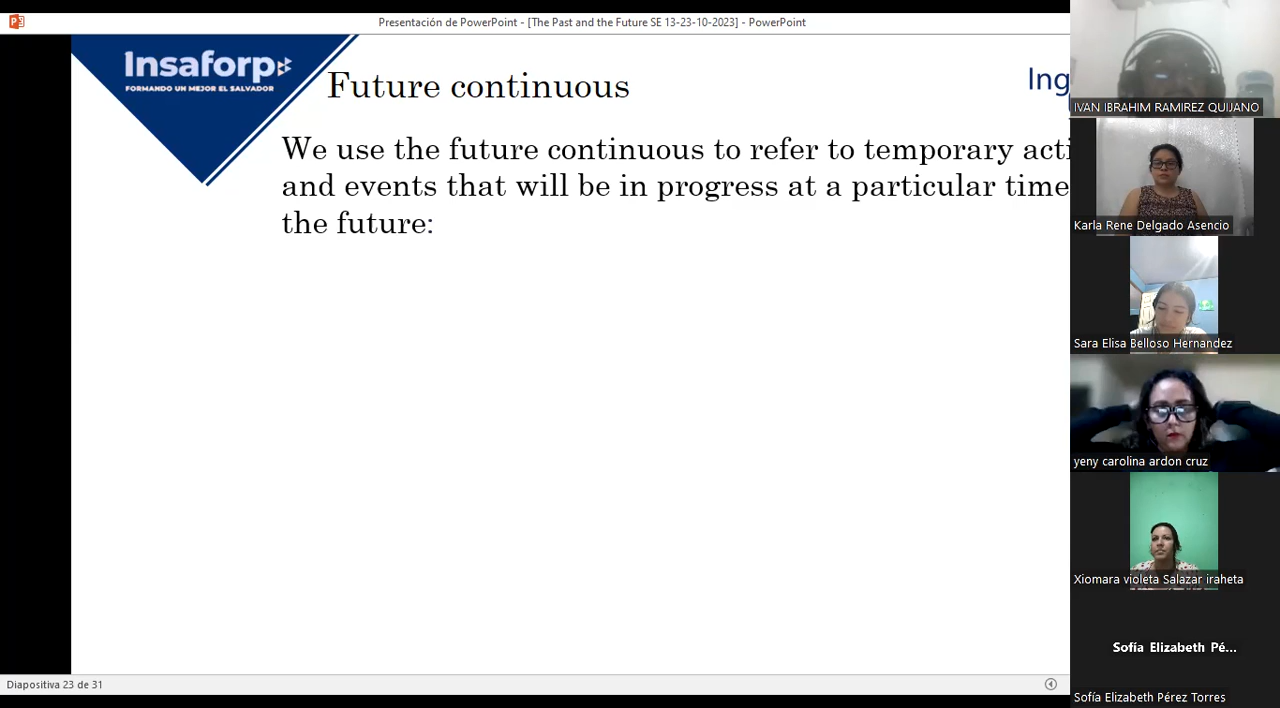 Presentación de PowerPoint - [The Past and the Future SE 13-23-10-2023] - PowerPoint
Insaforp
FORMANDO UN MEJOR EL SALVADOR
Future continuous
Ing
We use the future continuous to refer to temporary acti
and events that will be in progress at a particular time
the future:
Diapositiva 23 de 31
IVAN IBRAHIM RAMIREZ QUIJANO
Karla Rene Delgado Asencio
Sara Elisa Belloso Hernandez
yeny carolina ardon cruz
Xiomara violeta Salazar iraheta
Sofía Elizabeth Pé...
Sofía Elizabeth Pérez Torres